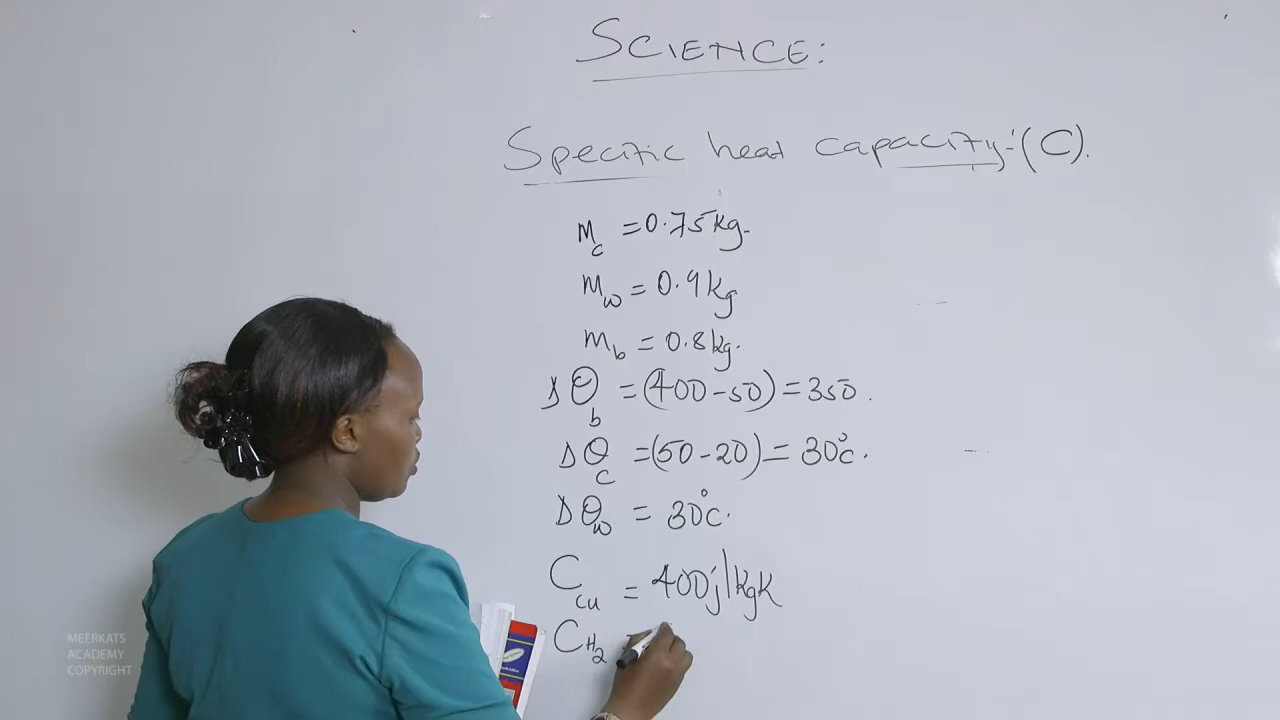 SCIENCE:
Specific heat capacity:-(C).
Mc = 0.75kg.
Mw = 0.9kg
Mb = 0.8kg.
ΔΘb = (400-50) = 350.
ΔΘc = (50-20) = 30°c.
ΔΘw = 30°c.
Ccu = 400j/kgK
CH2
MEERKATS
ACADEMY
COPYRIGHT